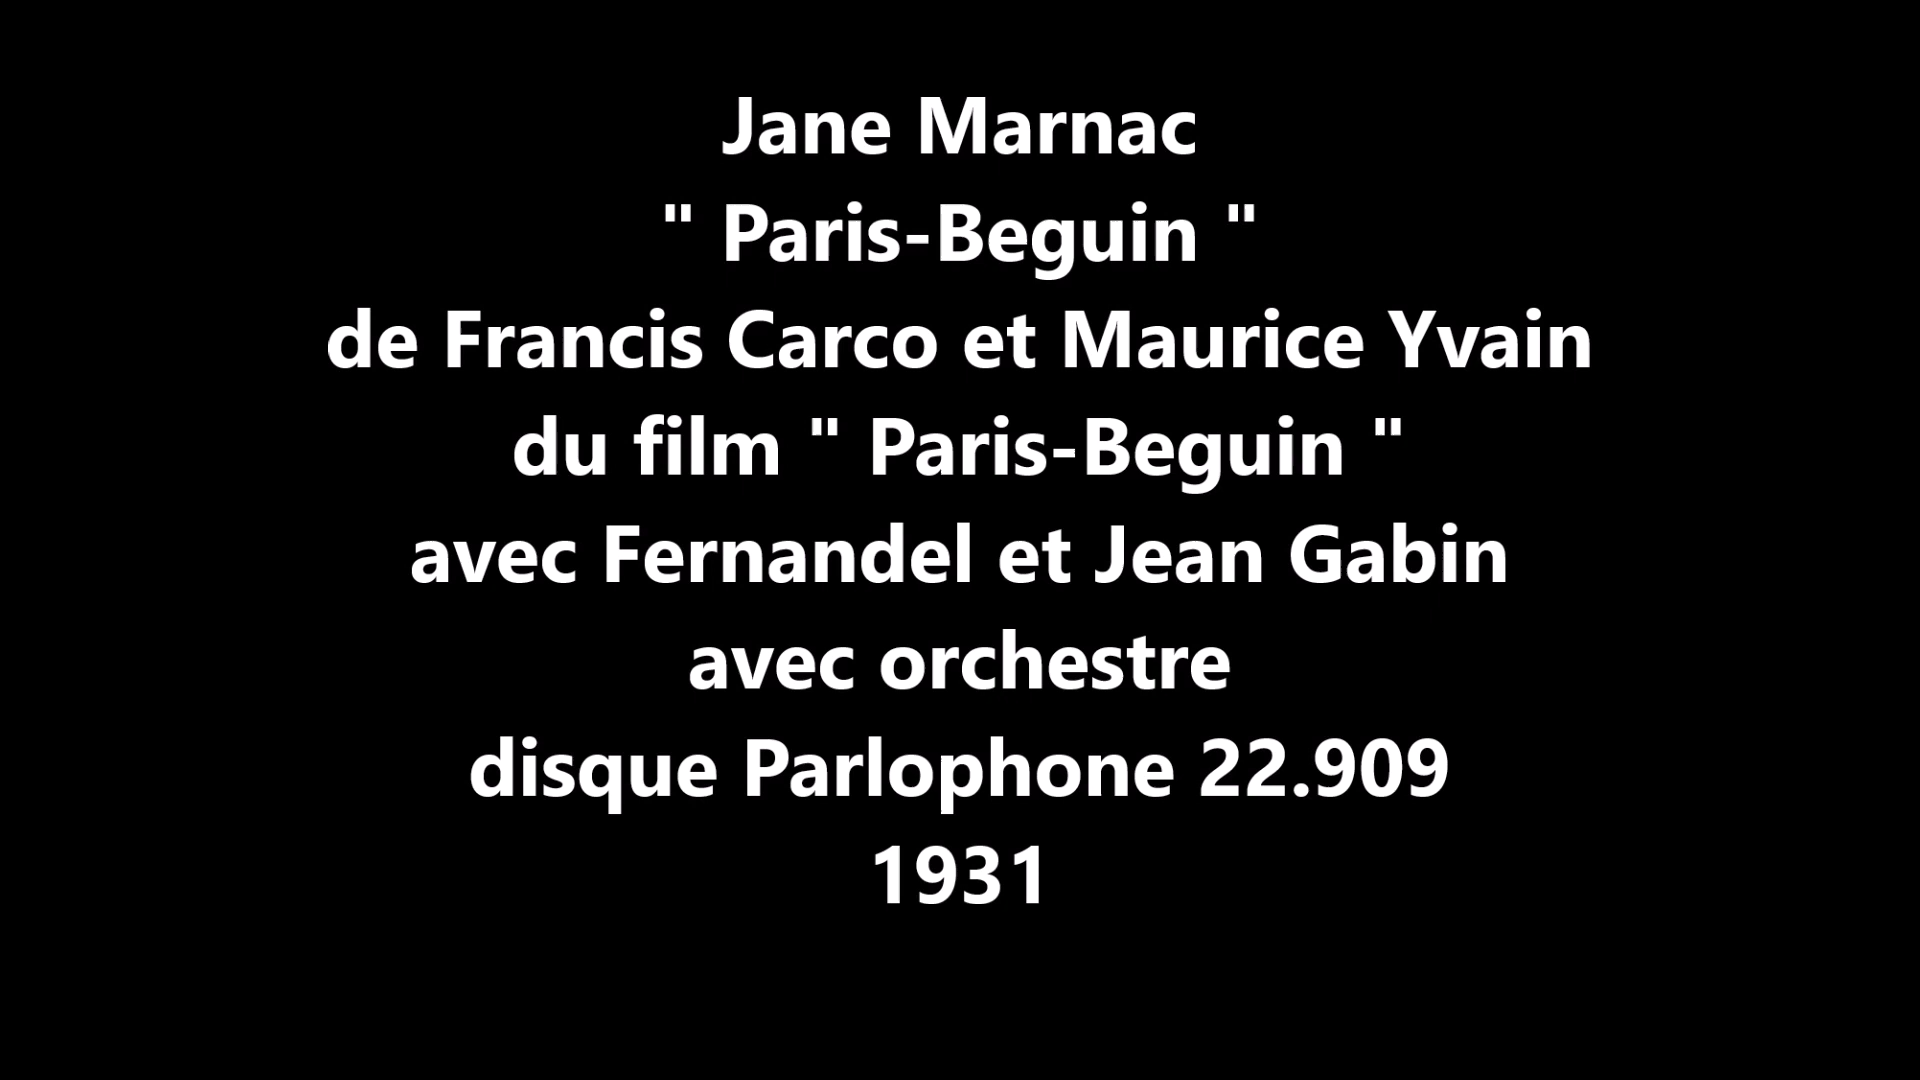 Jane Marnac
" Paris-Beguin "
de Francis Carco et Maurice Yvain
du film " Paris-Beguin "
avec Fernandel et Jean Gabin
avec orchestre
disque Parlophone 22.909
1931